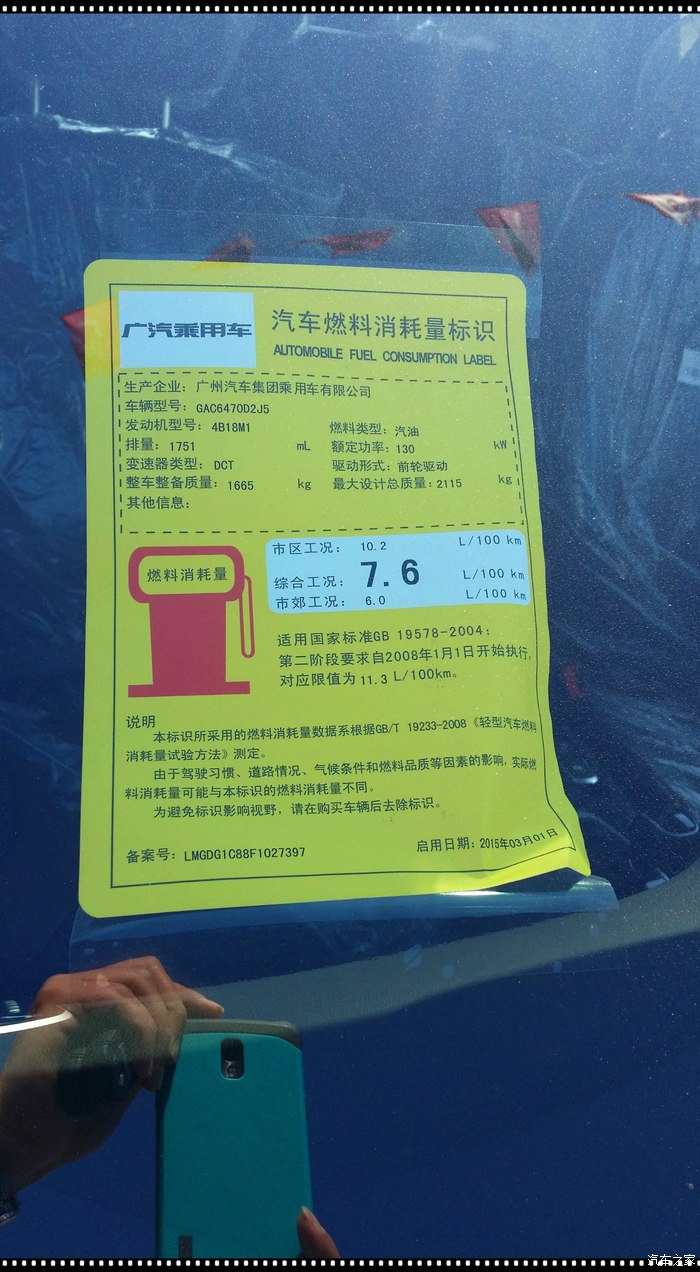 广汽乘用车
汽车燃料消耗量标识
AUTOMOBILE FUEL CONSUMPTION LABEL
生产企业: 广州汽车集团乘用车有限公司
车辆型号: GAC6470D2J5
发动机型号: 4B18M1 燃料类型: 汽油
排量: 1751 mL 额定功率: 130 kW
变速器类型: DCT 驱动形式: 前轮驱动
整车整备质量: 1665 kg 最大设计总质量: 2115 kg
其他信息:
燃料消耗量
市区工况: 10.2 L/100 km
综合工况: 7.6 L/100 km
市郊工况: 6.0 L/100 km
适用国家标准GB 19578-2004;
第二阶段要求自2008年1月1日开始执行,
对应限值为 11.3 L/100km。
说明
本标识所采用的燃料消耗量数据系根据GB/T 19233-2008《轻型汽车燃料
消耗量试验方法》测定。
由于驾驶习惯、道路情况、气候条件和燃料品质等因素的影响, 实际燃
料消耗量可能与本标识的燃料消耗量不同。
为避免标识影响视野, 请在购买车辆后去除标识。
备案号: LMGDG1C88F1027397 启用日期: 2015年03月01日
汽车之家